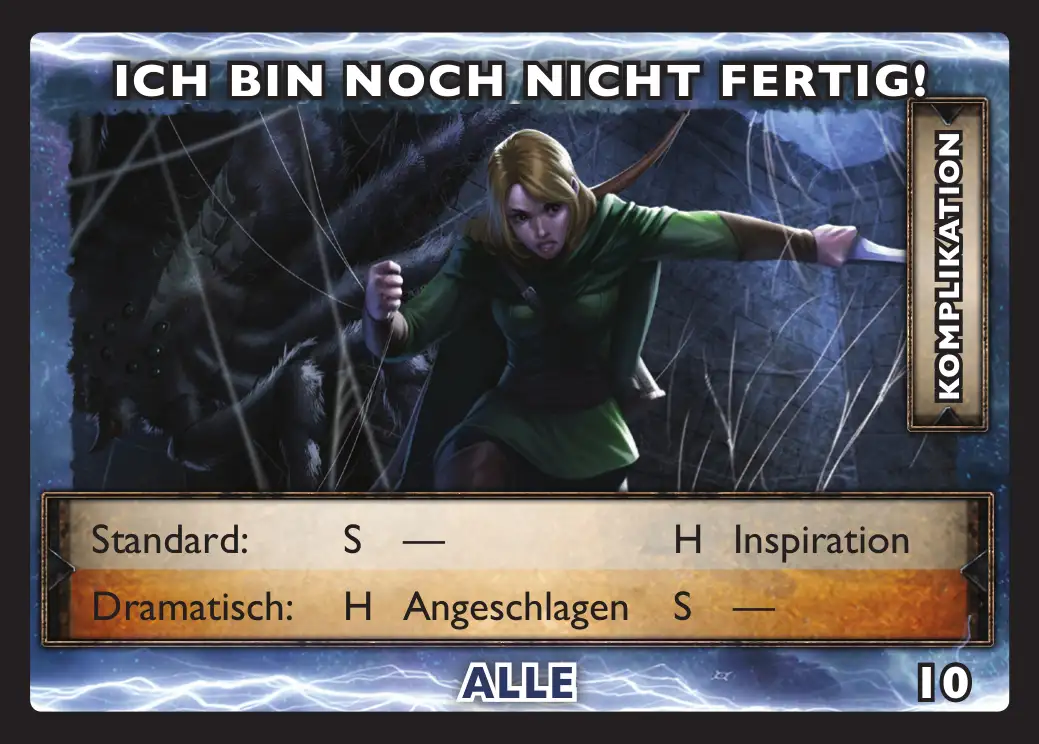 ICH BIN NOCH NICHT FERTIG!
KOMPLIKATION
Standard: S — H Inspiration
Dramatisch: H Angeschlagen S —
ALLE
10